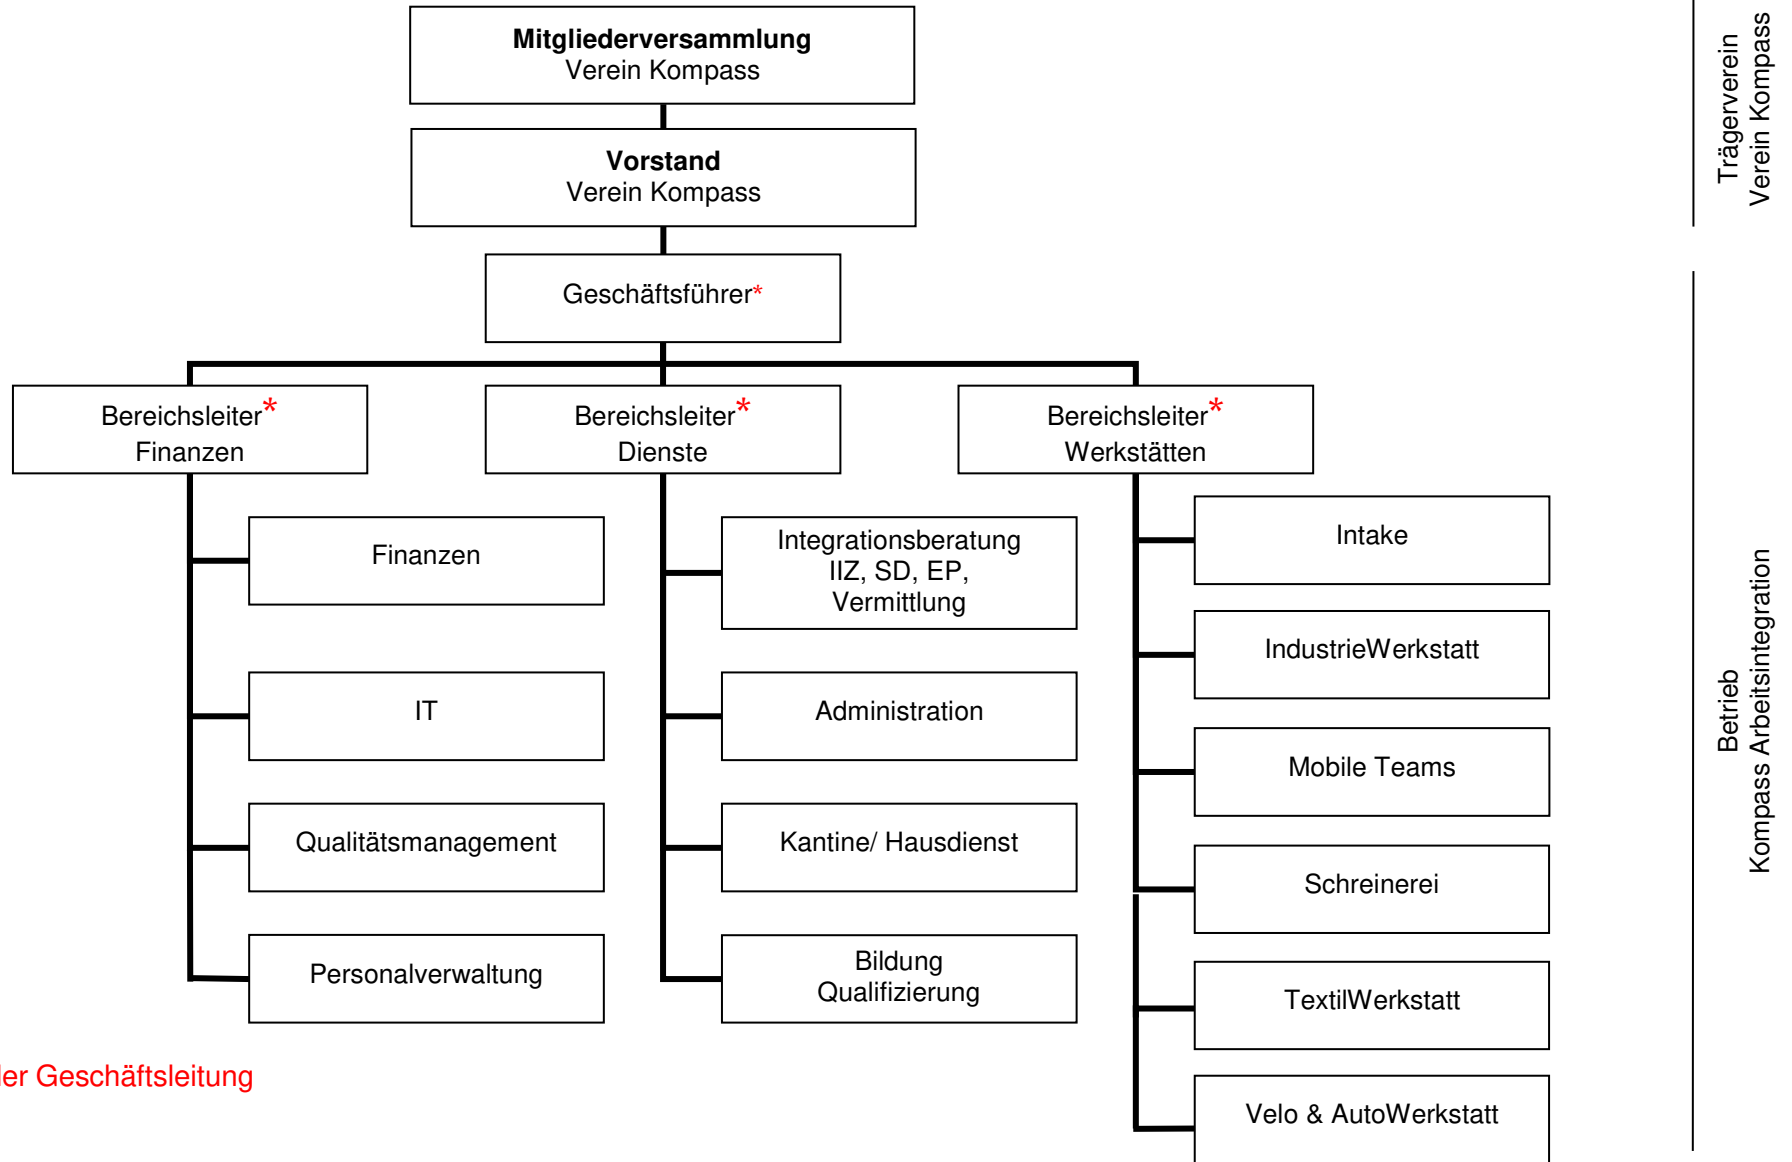 Mitgliederversammlung
Verein Kompass
Vorstand
Verein Kompass
Trägerverein
Verein Kompass
Geschäftsführer*
Bereichsleiter*
Finanzen
Bereichsleiter*
Dienste
Bereichsleiter*
Werkstätten
Finanzen
IT
Qualitätsmanagement
Personalverwaltung
Integrationsberatung
IIZ, SD, EP,
Vermittlung
Administration
Kantine/ Hausdienst
Bildung
Qualifizierung
Intake
IndustrieWerkstatt
Mobile Teams
Schreinerei
TextilWerkstatt
Velo & AutoWerkstatt
Betrieb
Kompass Arbeitsintegration
Geschäftsleitung